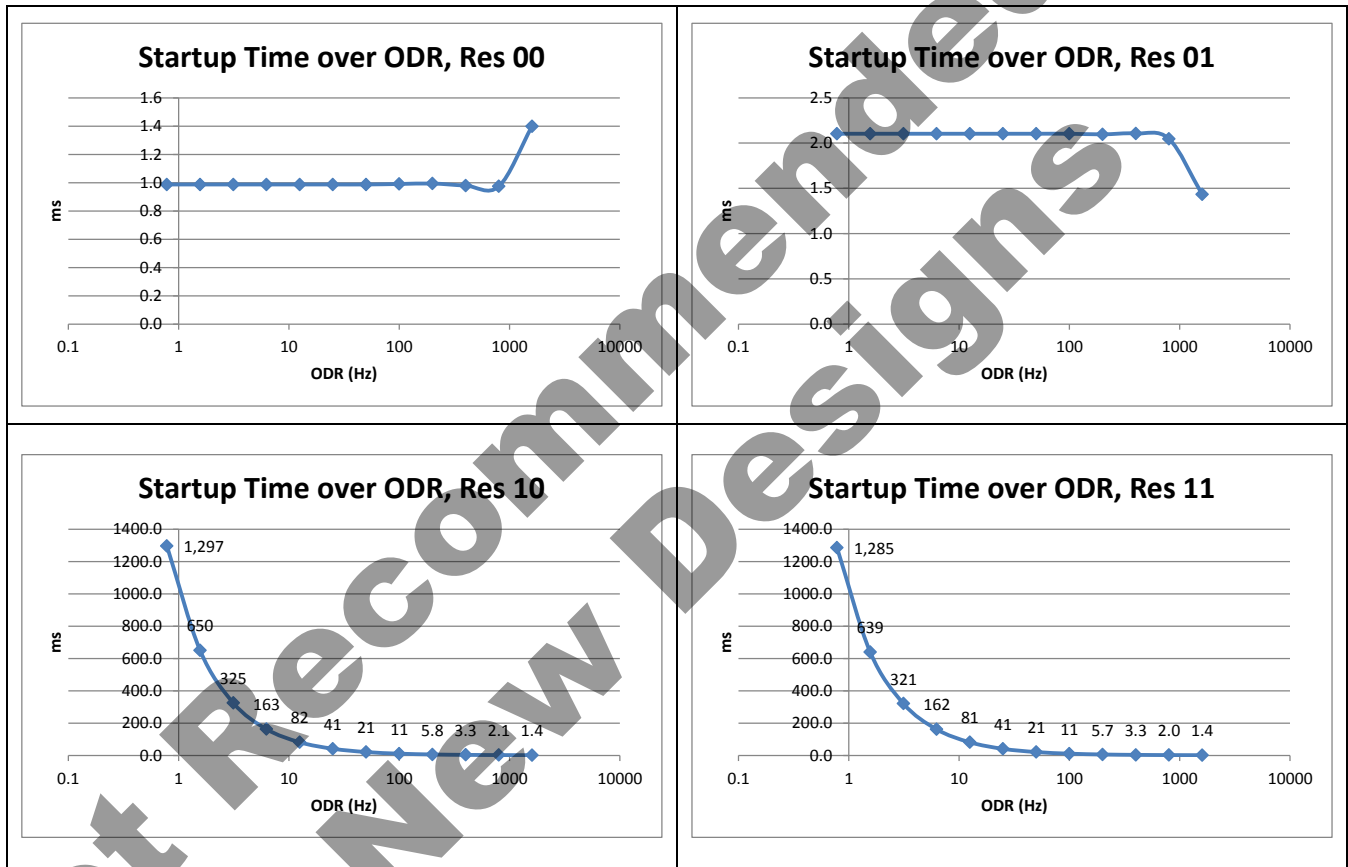 Startup Time over ODR, Res 00
1.6
1.4
1.2
1.0
0.8
0.6
0.4
0.2
0.0
ms
0.1 1 10 100 1000 10000
ODR (Hz)
Startup Time over ODR, Res 01
2.5
2.0
1.5
1.0
0.5
0.0
ms
0.1 1 10 100 1000 10000
ODR (Hz)
Startup Time over ODR, Res 10
1400.0
1200.0
1000.0
800.0
600.0
400.0
200.0
0.0
ms
1,297
650
325
163
82 41 21 11 5.8 3.3 2.1 1.4
0.1 1 10 100 1000 10000
ODR (Hz)
Startup Time over ODR, Res 11
1400.0
1200.0
1000.0
800.0
600.0
400.0
200.0
0.0
ms
1,285
639
321
162
81 41 21 11 5.7 3.3 2.0 1.4
0.1 1 10 100 1000 10000
ODR (Hz)
New Designs